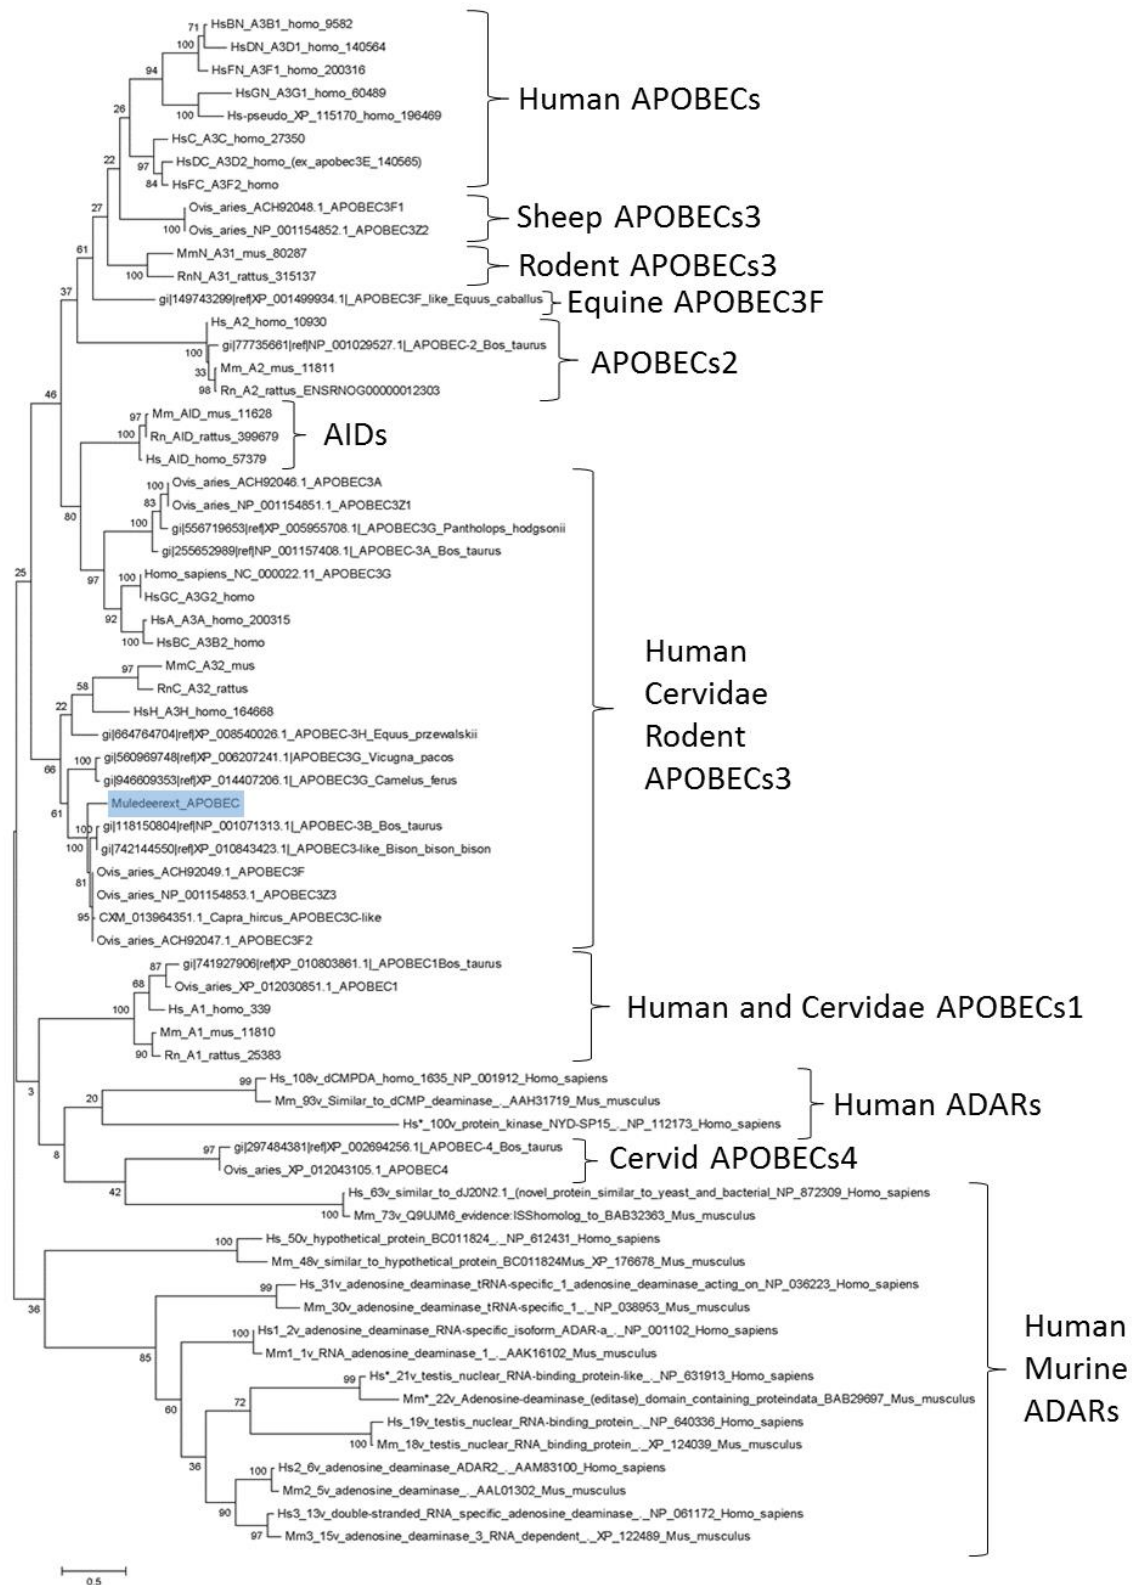 HsBN_A3B1_homo_9582
71
HsDN_A3D1_homo_140564
100
HsFN_A3F1_homo_200316
94
HsGN_A3G1_homo_60489
Human APOBECs
100
Hs-pseudo_XP_115170_homo_196469
26
HsC_A3C_homo_27350
HsDC_A3D2_homo_(ex_apobec3E_140565)
97
22
84
HsFC_A3F2_homo
Ovis_aries_ACH92048.1_APOBEC3F1
27
Sheep APOBECs3
100
Ovis_aries_NP_001154852.1_APOBEC3Z2
MmN_A31_mus_80287
61
Rodent APOBECs3
100
RnN_A31_rattus_315137
37
gi|149743299|ref|XP_001499934.1|_APOBEC3F_like_Equus_caballus
Equine APOBEC3F
Hs_A2_homo_10930
gi|77735661|ref|NP_001029527.1|_APOBEC-2_Bos_taurus
100
APOBECs2
Mm_A2_mus_11811
33
98
Rn_A2_rattus_ENSRNOG00000012303
46
Mm_AID_mus_11628
97
Rn_AID_rattus_399679
100
AIDs
Hs_AID_homo_57379
Ovis_aries_ACH92046.1_APOBEC3A
100
Ovis_aries_NP_001154851.1_APOBEC3Z1
83
80
100
gi|556719653|ref|XP_005955708.1|_APOBEC3G_Pantholops_hodgsonii
gi|255652989|ref|NP_001157408.1|_APOBEC-3A_Bos_taurus
25
97
100
Homo_sapiens_NC_000022.11_APOBEC3G
HsGC_A3G2_homo
92
HsA_A3A_homo_200315
100
HsBC_A3B2_homo
Human
Cervidae
Rodent
APOBECs3
97
MmC_A32_mus
58
RnC_A32_rattus
22
HsH_A3H_homo_164668
gi|664764704|ref|XP_008540026.1_APOBEC-3H_Equus_przewalskii
66
100
gi|560969748|ref|XP_006207241.1|APOBEC3G_Vicugna_pacos
gi|946609353|ref|XP_014407206.1|_APOBEC3G_Camelus_ferus
61
Muledeerext_APOBEC
100
gi|118150804|ref|NP_001071313.1|_APOBEC-3B_Bos_taurus
100
gi|742144550|ref|XP_010843423.1|_APOBEC3-like_Bison_bison_bison
Ovis_aries_ACH92049.1_APOBEC3F
81
Ovis_aries_NP_001154853.1_APOBEC3Z3
95
CXM_013964351.1_Capra_hircus_APOBEC3C-like
Ovis_aries_ACH92047.1_APOBEC3F2
87
gi|741927906|ref|XP_010803861.1|_APOBEC1Bos_taurus
68
Ovis_aries_XP_012030851.1_APOBEC1
100
Hs_A1_homo_339
Human and Cervidae APOBECs1
Mm_A1_mus_11810
90
Rn_A1_rattus_25383
3
99
Hs_108v_dCMPDA_homo_1635_NP_001912_Homo_sapiens
20
Mm_93v_Similar_to_dCMP_deaminase_._AAH31719_Mus_musculus
Human ADARs
Hs*_100v_protein_kinase_NYD-SP15_._NP_112173_Homo_sapiens
8
97
gi|297484381|ref|XP_002694256.1|_APOBEC-4_Bos_taurus
Cervid APOBECs4
Ovis_aries_XP_012043105.1_APOBEC4
42
Hs_63v_similar_to_dJ20N2.1_(novel_protein_similar_to_yeast_and_bacterial_NP_872309_Homo_sapiens
100
Mm_73v_Q9UJM6_evidence:ISShomolog_to_BAB32363_Mus_musculus
100
Hs_50v_hypothetical_protein_BC011824_._NP_612431_Homo_sapiens
Mm_48v_similar_to_hypothetical_protein_BC011824Mus_XP_176678_Mus_musculus
36
99
Hs_31v_adenosine_deaminase_tRNA-specific_1_adenosine_deaminase_acting_on_NP_036223_Homo_sapiens
Mm_30v_adenosine_deaminase_tRNA-specific_1_._NP_038953_Mus_musculus
85
100
Hs1_2v_adenosine_deaminase_RNA-specific_isoform_ADAR-a_._NP_001102_Homo_sapiens
Mm1_1v_RNA_adenosine_deaminase_1_._AAK16102_Mus_musculus
Human
Murine
ADARs
60
99
Hs*_21v_testis_nuclear_RNA-binding_protein-like_._NP_631913_Homo_sapiens
72
Mm*_22v_Adenosine-deaminase_(editase)_domain_containing_proteindata_BAB29697_Mus_musculus
Hs_19v_testis_nuclear_RNA-binding_protein_._NP_640336_Homo_sapiens
100
Mm_18v_testis_nuclear_RNA_binding_protein_._XP_124039_Mus_musculus
36
100
Hs2_6v_adenosine_deaminase_ADAR2_._AAM83100_Homo_sapiens
Mm2_5v_adenosine_deaminase_._AAL01302_Mus_musculus
90
Hs3_13v_double-stranded_RNA_specific_adenosine_deaminase_._NP_061172_Homo_sapiens
97
Mm3_15v_adenosine_deaminase_3_RNA_dependent_._XP_122489_Mus_musculus
0.5